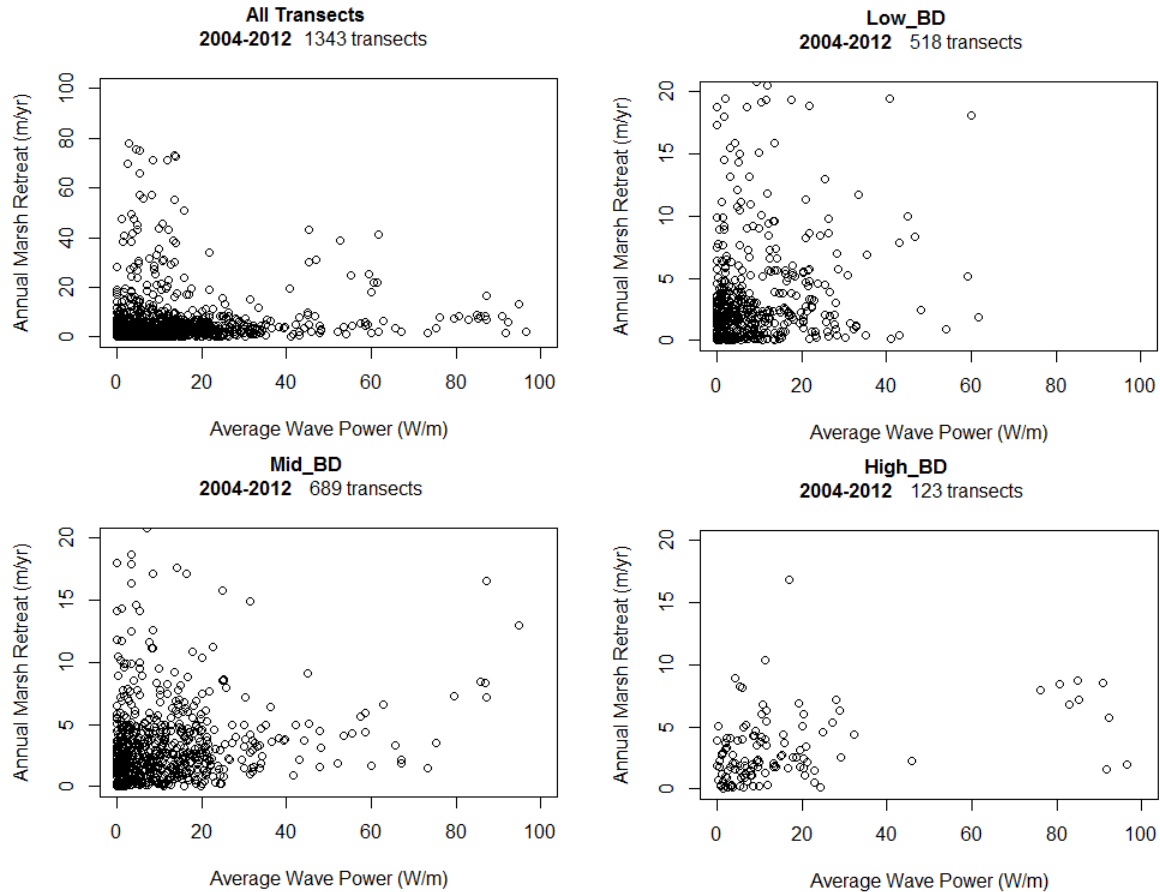 All Transects
2004-2012 1343 transects
Annual Marsh Retreat (m/yr)
0 20 40 60 80 100
0 20 40 60 80 100
Average Wave Power (W/m)
Low_BD
2004-2012 518 transects
Annual Marsh Retreat (m/yr)
0 5 10 15 20
0 20 40 60 80 100
Average Wave Power (W/m)
Mid_BD
2004-2012 689 transects
Annual Marsh Retreat (m/yr)
0 5 10 15 20
0 20 40 60 80 100
Average Wave Power (W/m)
High_BD
2004-2012 123 transects
Annual Marsh Retreat (m/yr)
0 5 10 15 20
0 20 40 60 80 100
Average Wave Power (W/m)